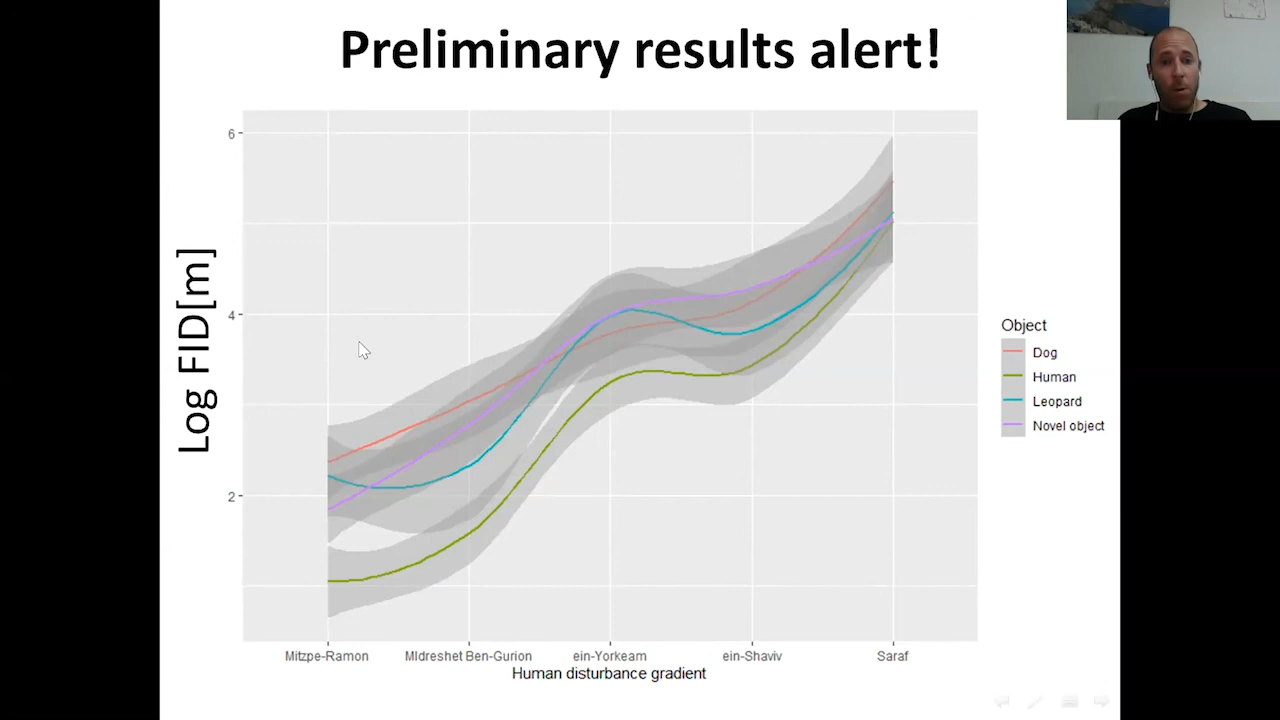 Preliminary results alert!
Log FID[m]
6
4
2
Mitzpe-Ramon
MIdreshet Ben-Gurion
ein-Yorkeam
ein-Shaviv
Saraf
Human disturbance gradient
Object
Dog
Human
Leopard
Novel object